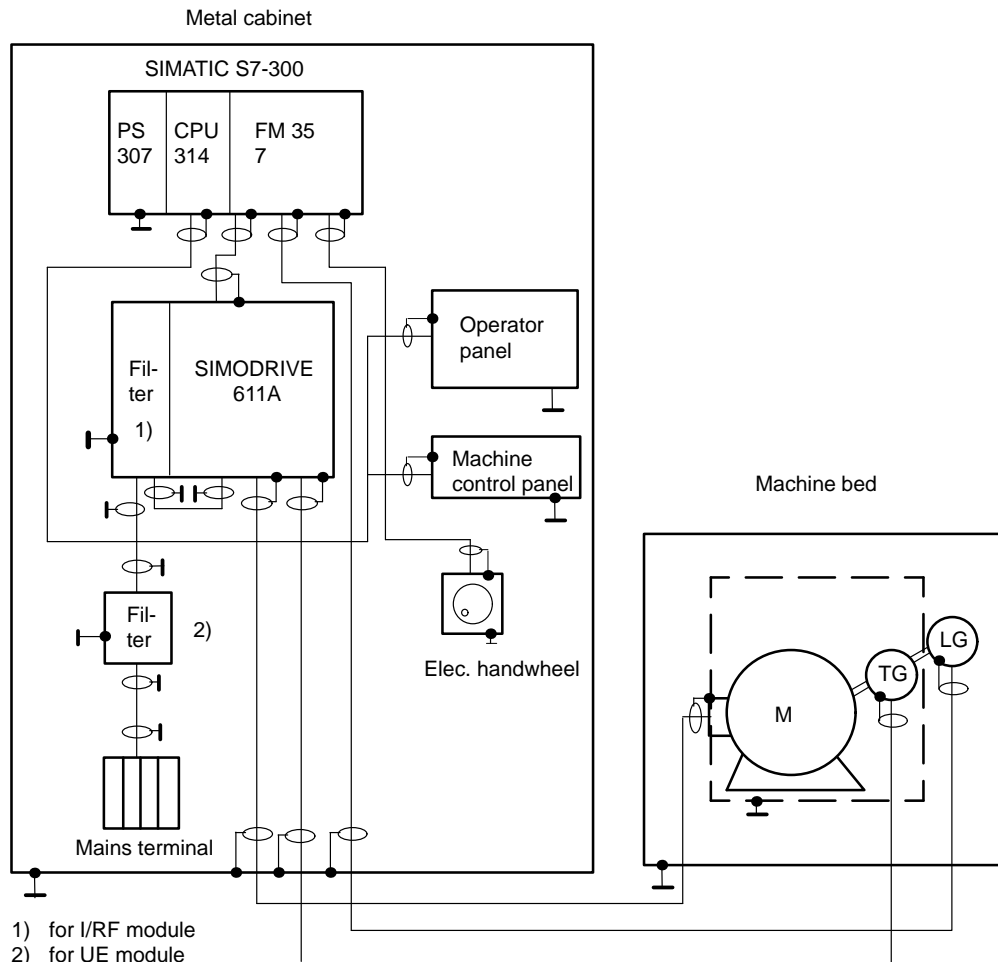 Metal cabinet
SIMATIC S7-300
PS
307
CPU
314
FM 35
7
Fil-
ter
1)
SIMODRIVE
611A
Operator
panel
Machine
control panel
Machine bed
Fil-
ter
2)
Elec. handwheel
LG
TG
M
Mains terminal
1) for I/RF module
2) for UE module